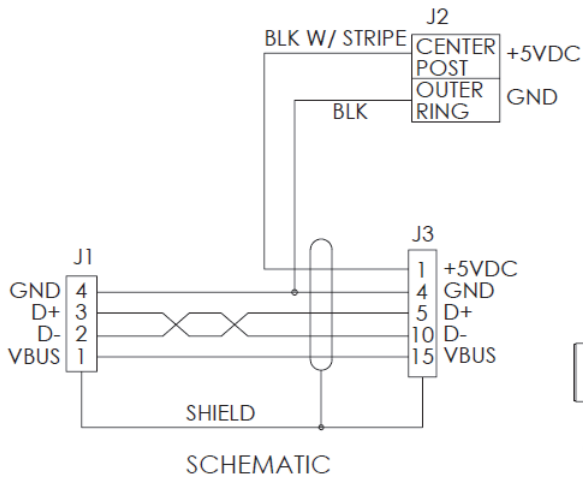 J2
BLK W/ STRIPE
CENTER POST
+5VDC
OUTER RING
GND
BLK
J1
J3
GND 4
D+ 3
D- 2
VBUS 1
1 +5VDC
4 GND
5 D+
10 D-
15 VBUS
SHIELD
SCHEMATIC